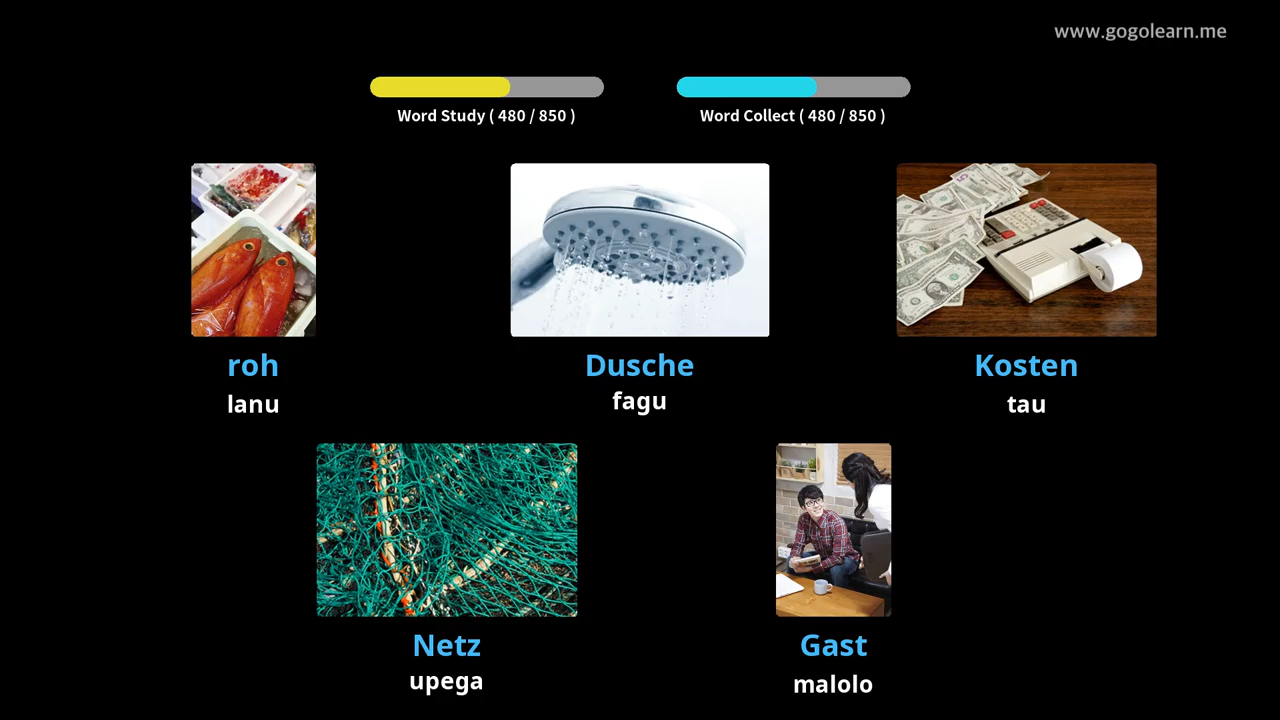 www.gogolearn.me
Word Study ( 480 / 850 )
Word Collect ( 480 / 850 )
roh
lanu
Dusche
fagu
Kosten
tau
Netz
upega
Gast
malolo